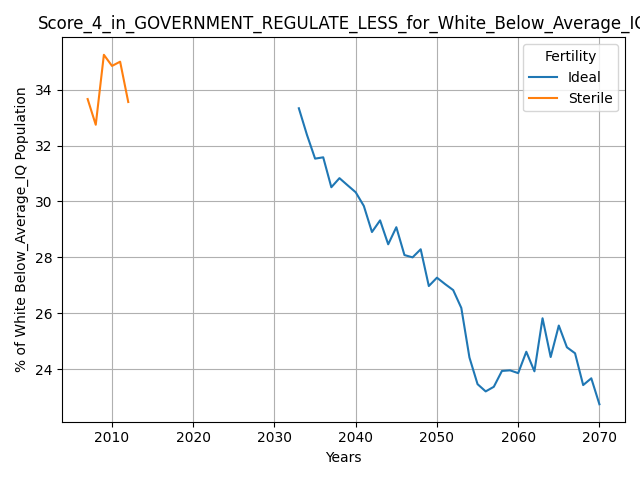 Score_4_in_GOVERNMENT_REGULATE_LESS_for_White_Below_Average_IQ
Fertility
Ideal
Sterile
34
32
30
28
26
24
% of White Below_Average_IQ Population
2010 2020 2030 2040 2050 2060 2070
Years